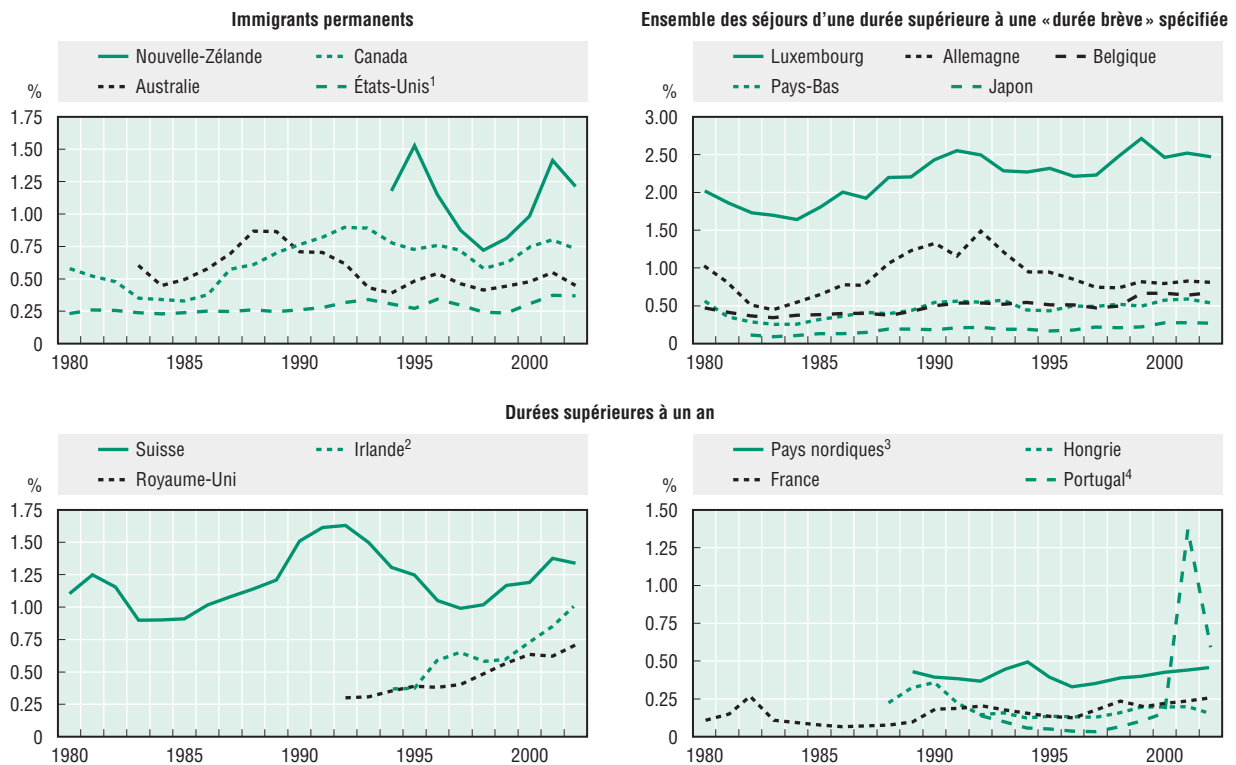 Immigrants permanents
Nouvelle-Zélande
Canada
Australie
États-Unis1
%
1.75
1.50
1.25
1.00
0.75
0.50
0.25
0
1980 1985 1990 1995 2000
Ensemble des séjours d'une durée supérieure à une «durée brève» spécifiée
Luxembourg
Allemagne
Belgique
Pays-Bas
Japon
%
3.00
2.50
2.00
1.50
1.00
0.50
0
1980 1985 1990 1995 2000
Durées supérieures à un an
Suisse
Irlande2
Royaume-Uni
%
1.75
1.50
1.25
1.00
0.75
0.50
0.25
0
1980 1985 1990 1995 2000
Pays nordiques3
Hongrie
France
Portugal4
%
1.50
1.25
1.00
0.75
0.50
0.25
0
1980 1985 1990 1995 2000